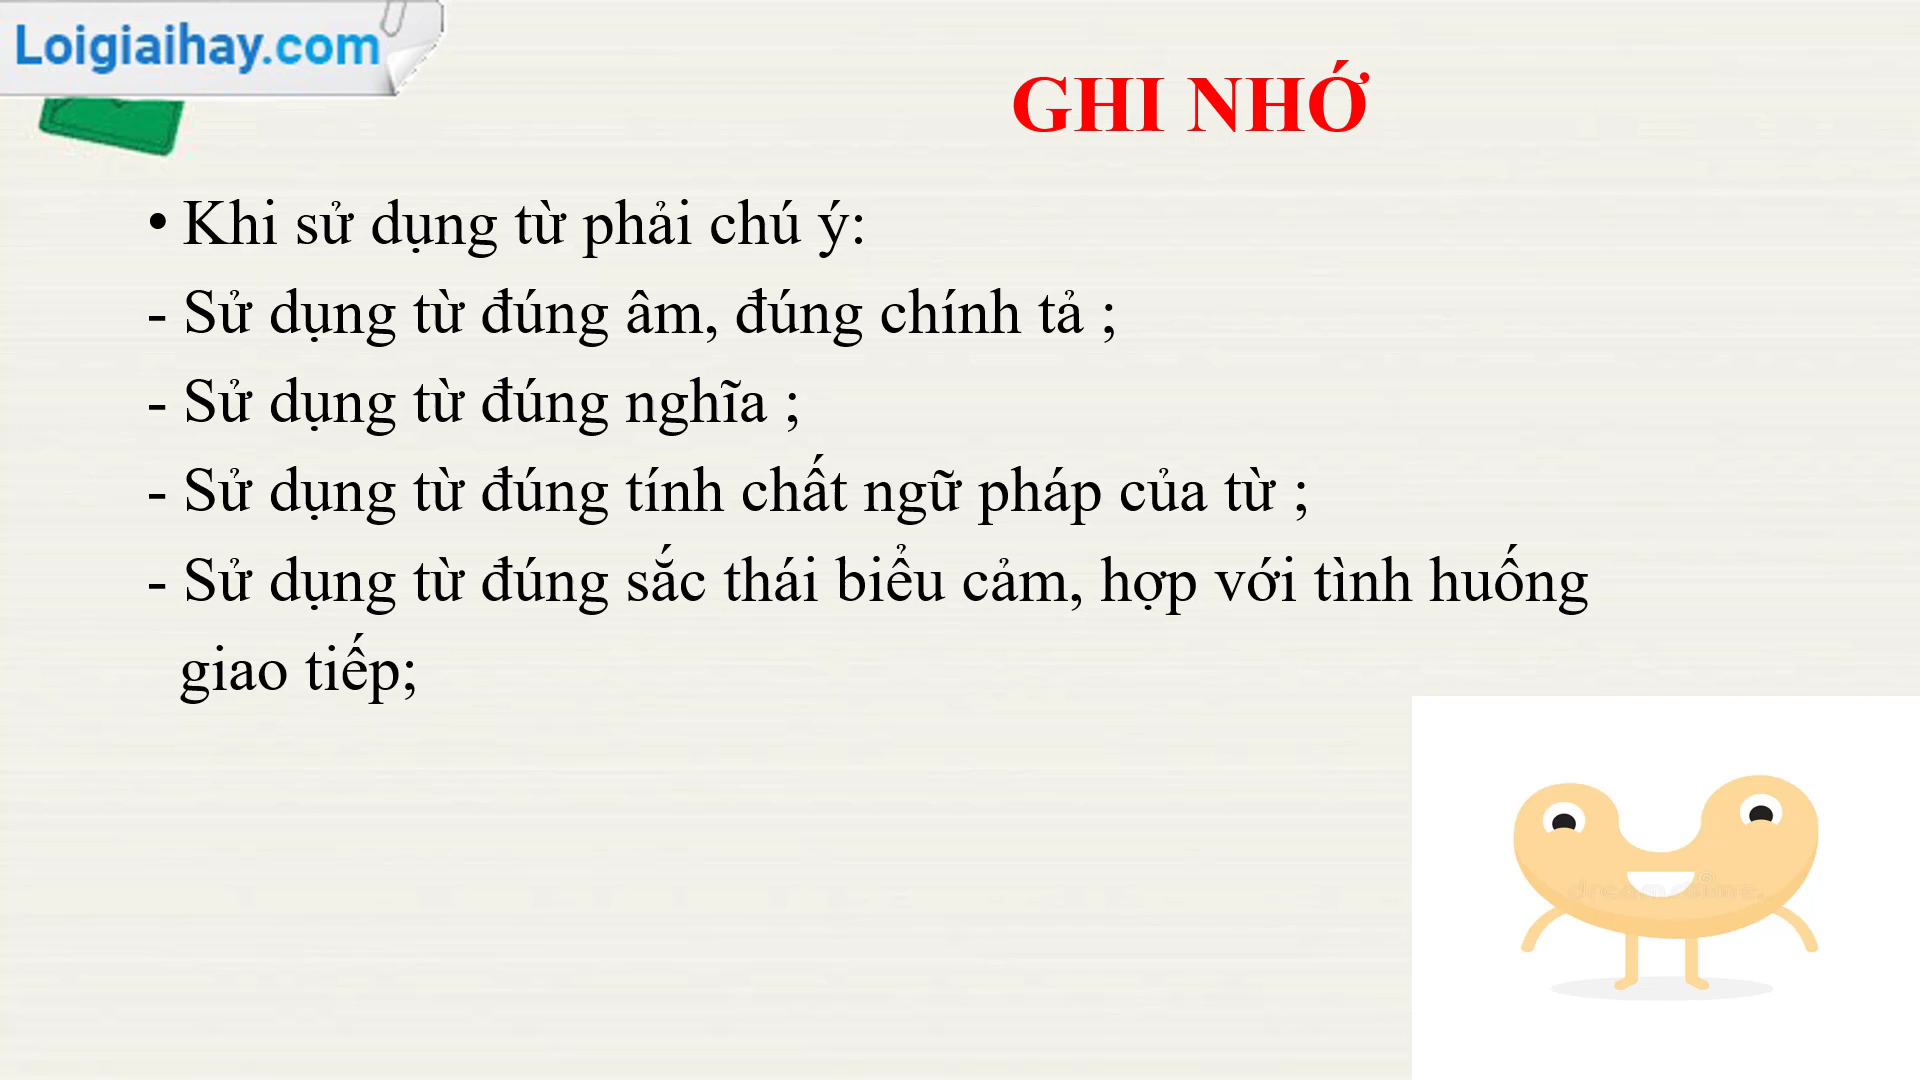 Loigiaihay.com
GHI NHỚ
• Khi sử dụng từ phải chú ý:
- Sử dụng từ đúng âm, đúng chính tả ;
- Sử dụng từ đúng nghĩa ;
- Sử dụng từ đúng tính chất ngữ pháp của từ ;
- Sử dụng từ đúng sắc thái biểu cảm, hợp với tình huống
giao tiếp;
dreamstime.